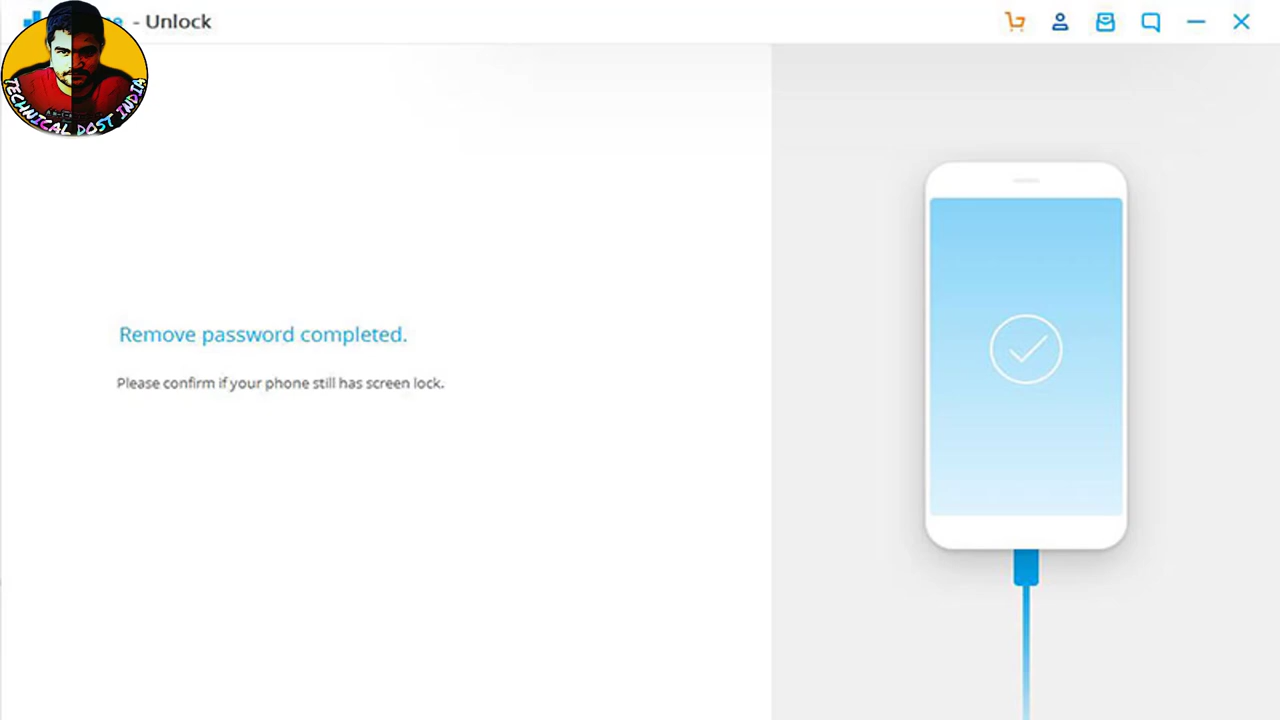 - Unlock
TECHNICAL DOST INDIA
Remove password completed.
Please confirm if your phone still has screen lock.